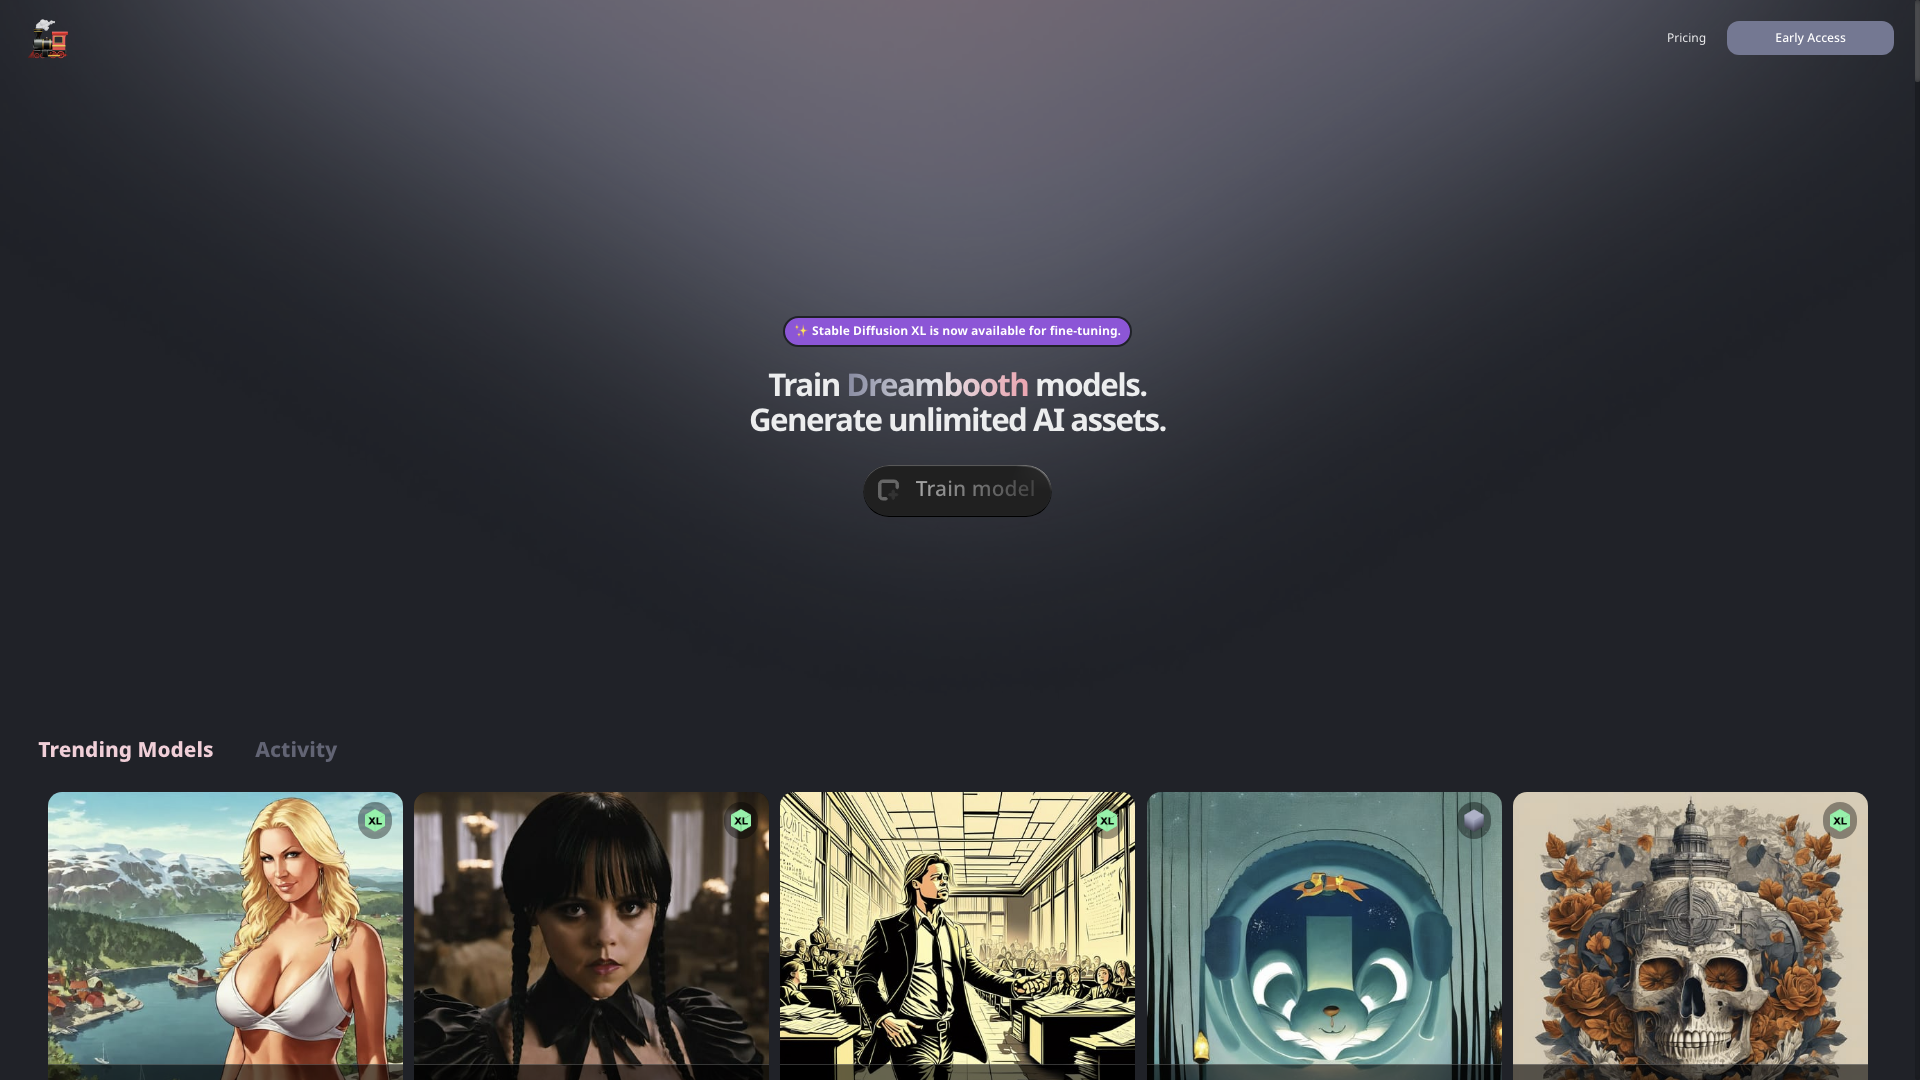 Pricing
Early Access
✨ Stable Diffusion XL is now available for fine-tuning.
Train Dreambooth models.
Generate unlimited AI assets.
Train model
Trending Models
Activity
XL
XL
XL
XL